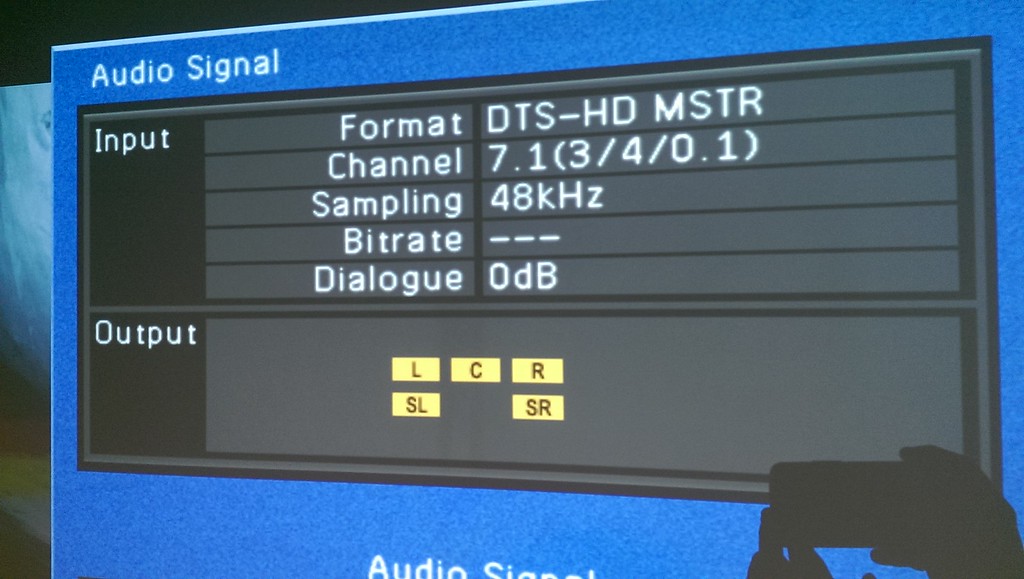 Audio Signal
Input
Format DTS-HD MSTR
Channel 7.1(3/4/0.1)
Sampling 48kHz
Bitrate ---
Dialogue 0dB
Output
L C R
SL SR
Audio Signal